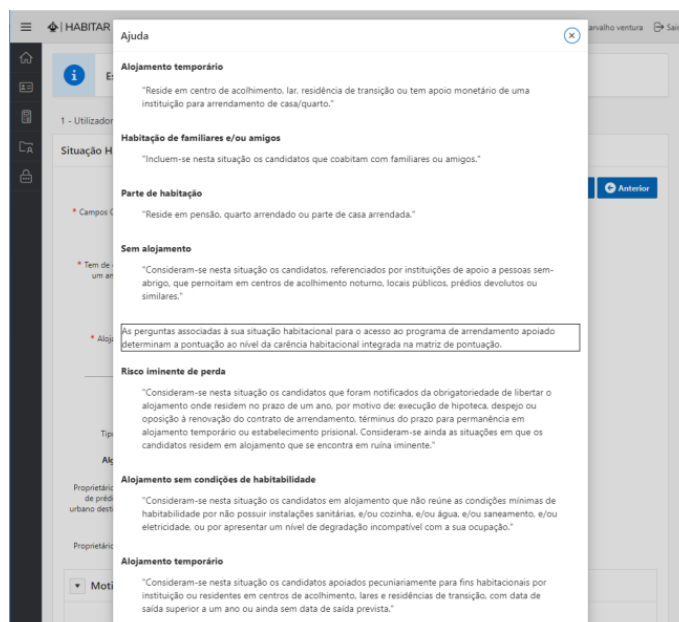 HABITAR
Ajuda
arvalho ventura
Sair
Alojamento temporário
"Reside em centro de acolhimento, lar, residência de transição ou tem apoio monetário de uma
instituição para arrendamento de casa/quarto."
1 - Utilizador
Habitação de familiares e/ou amigos
Situação H
"Incluem-se nesta situação os candidatos que coabitam com familiares ou amigos."
Parte de habitação
Anterior
* Campos
"Reside em pensão, quarto arrendado ou parte de casa arrendada."
Sem alojamento
* Tem de
um
"Consideram-se nesta situação os candidatos, referenciados por instituições de apoio a pessoas sem-
abrigo, que pernoitam em centros de acolhimento noturno, locais públicos, prédios devolutos ou
similares."
As perguntas associadas à sua situação habitacional para o acesso ao programa de arrendamento apoiado
determinam a pontuação ao nível da carência habitacional integrada na matriz de pontuação.
* Aloj
Risco iminente de perda
"Consideram-se nesta situação os candidatos que foram notificados da obrigatoriedade de libertar o
alojamento onde residem no prazo de um ano, por motivo de: execução de hipoteca, despejo ou
oposição à renovação do contrato de arrendamento, términus do prazo para permanência em
alojamento temporário ou estabelecimento prisional. Consideram-se ainda as situações em que os
candidatos residem em alojamento que se encontra em ruína iminente."
Tip
Alg
Alojamento sem condições de habitabilidade
Proprietário
de prédi
urbano desti
"Consideram-se nesta situação os candidatos em alojamento que não reúne as condições mínimas de
habitabilidade por não possuir instalações sanitárias, e/ou cozinha, e/ou água, e/ou saneamento, e/ou
eletricidade, ou por apresentar um nível de degradação incompatível com a sua ocupação."
Proprietário
Alojamento temporário
Moti
"Consideram-se nesta situação os candidatos apoiados pecuniariamente para fins habitacionais por
instituição ou residentes em centros de acolhimento, lares e residências de transição, com data de
saída superior a um ano ou ainda sem data de saída prevista."